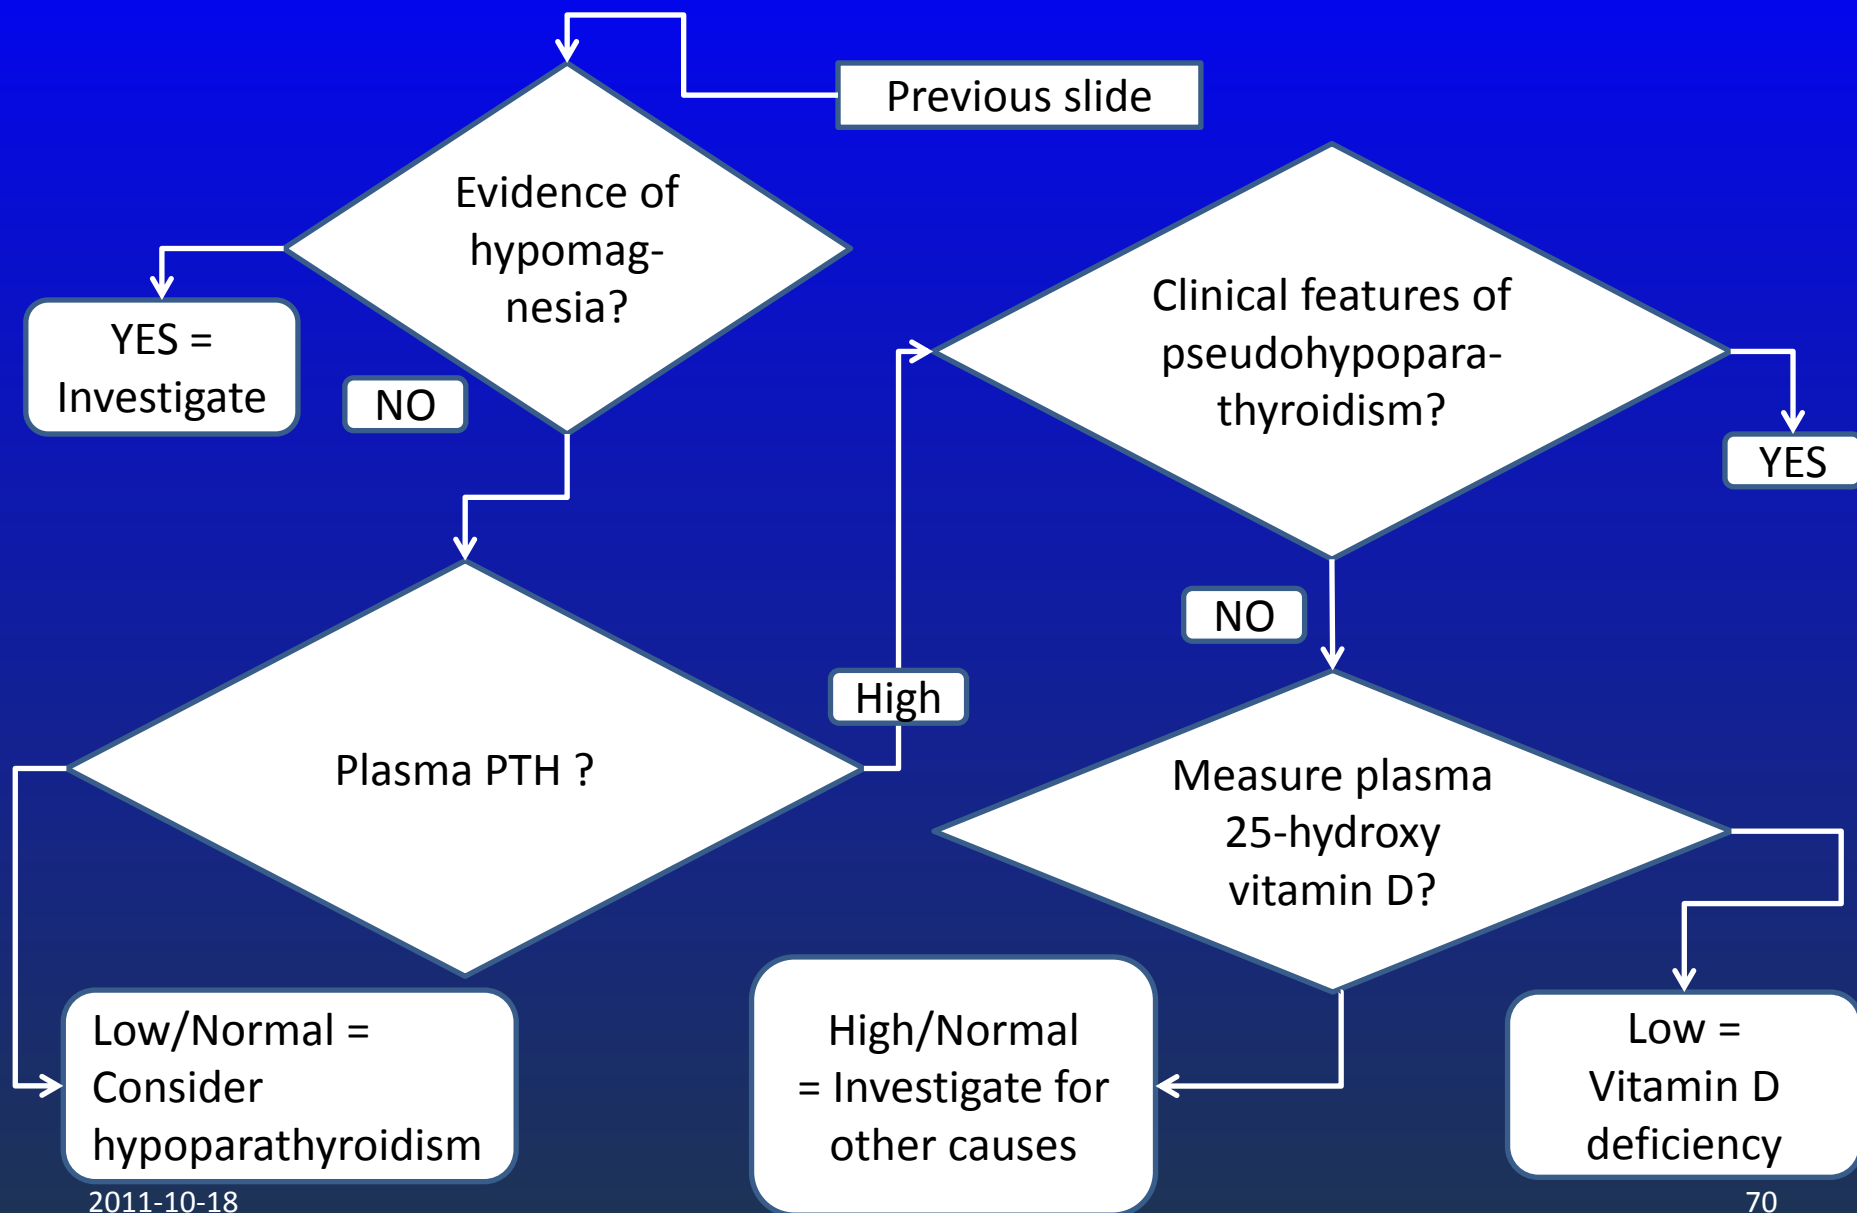 Previous slide
Evidence of
hypomag-
nesia?
YES =
Investigate
NO
Clinical features of
pseudohypopara-
thyroidism?
YES
NO
High
Plasma PTH ?
Measure plasma
25-hydroxy
vitamin D?
Low/Normal =
Consider
hypoparathyroidism
High/Normal
= Investigate for
other causes
Low =
Vitamin D
deficiency
2011-10-18
70